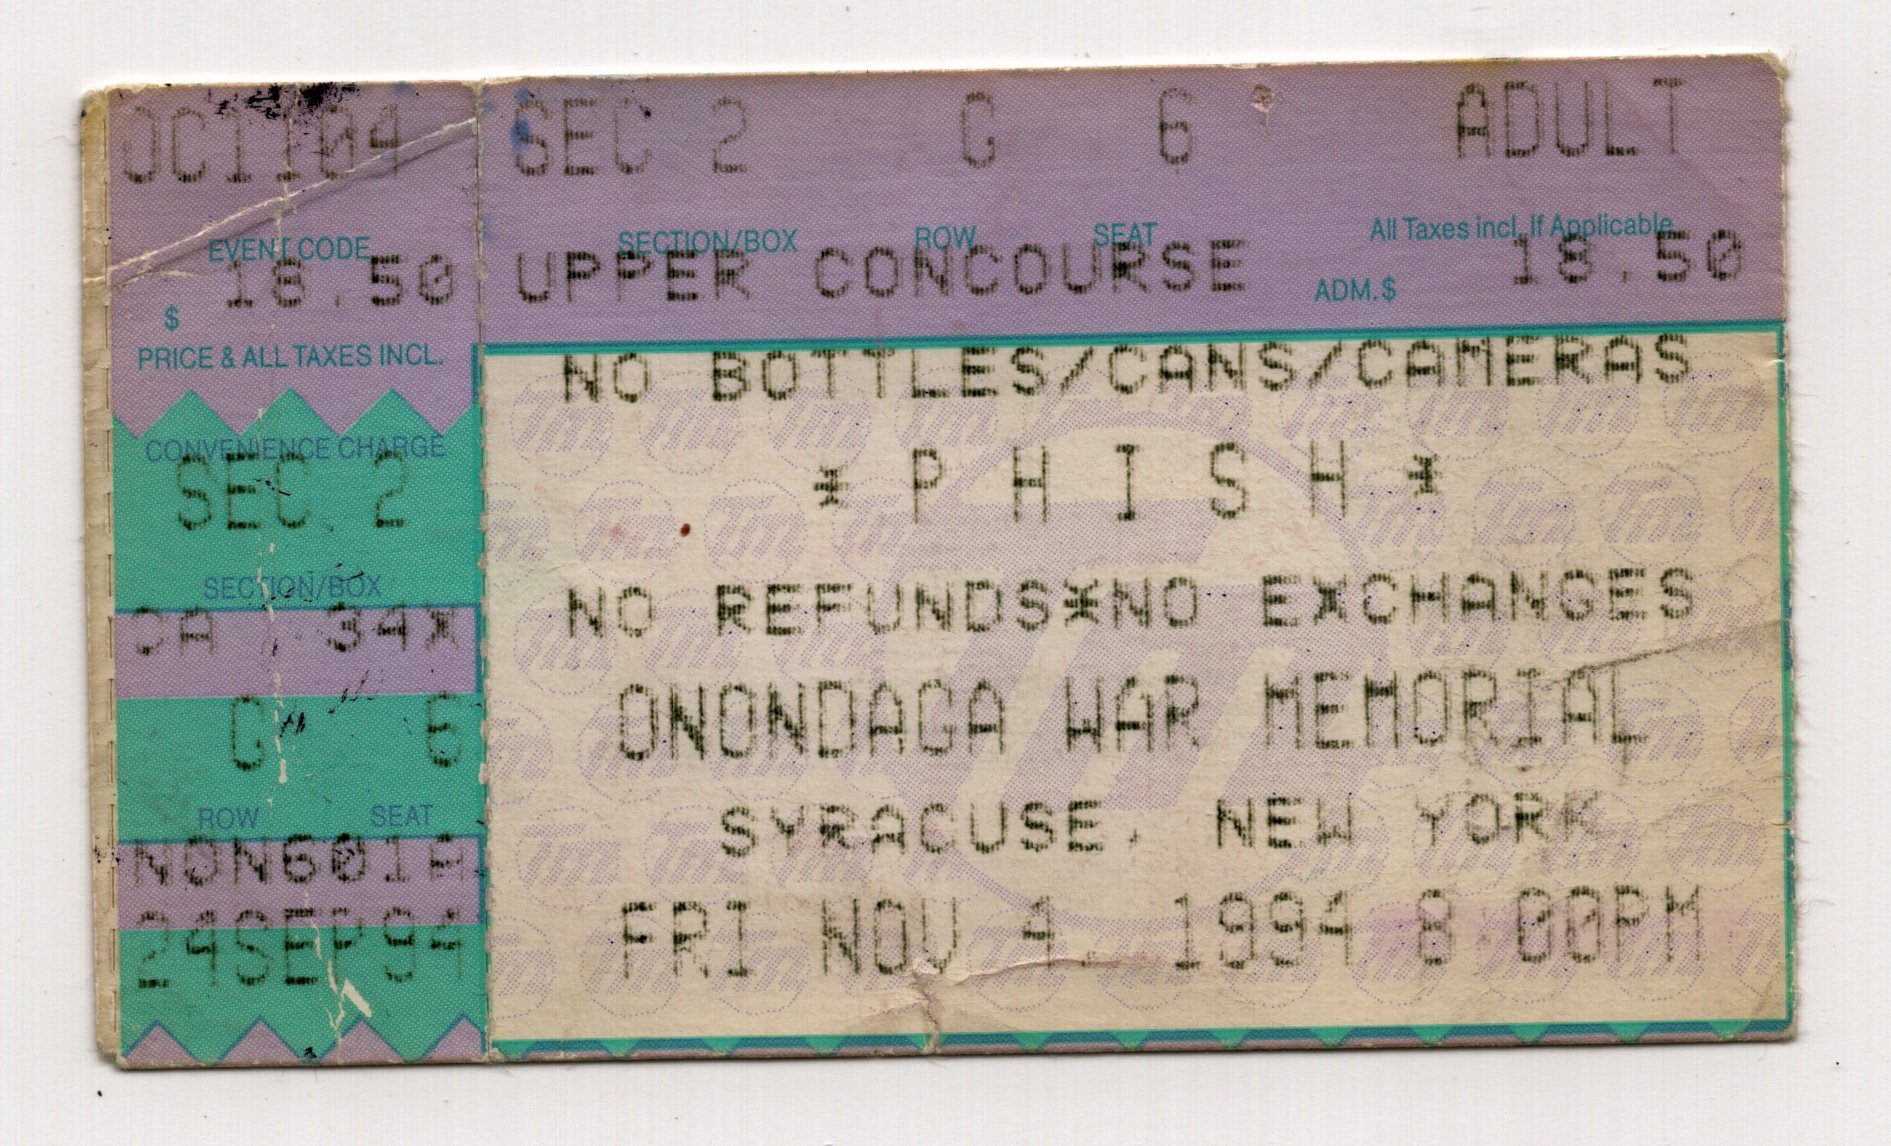 OC1104
EVENT CODE
18.50
$
PRICE & ALL TAXES INCL.
CONVENIENCE CHARGE
SEC 2
SECTION/BOX
CA 34X
G 6
ROW SEAT
NON601A
24SEP94
SEC 2 G 6 ADULT
SECTION/BOX ROW SEAT All Taxes incl. If Applicable
UPPER CONCOURSE ADM. $ 18.50
NO BOTTLES/CANS/CAMERAS
*PHISH*
NO REFUNDS*NO EXCHANGES
ONONDAGA WAR MEMORIAL
SYRACUSE, NEW YORK
FRI NOV 4, 1994 8:00PM